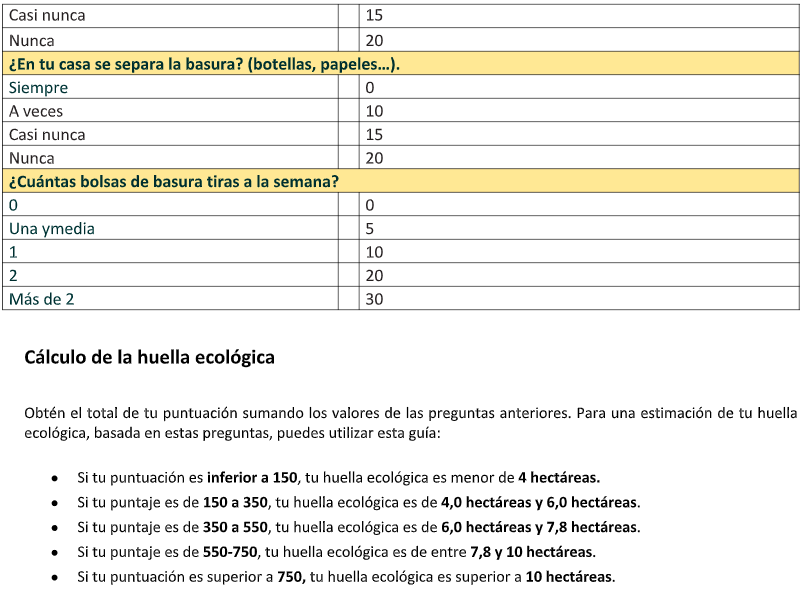 Casi nunca 15
Nunca 20
¿En tu casa se separa la basura? (botellas, papeles…).
Siempre 0
A veces 10
Casi nunca 15
Nunca 20
¿Cuántas bolsas de basura tiras a la semana?
0 0
Una ymedia 5
1 10
2 20
Más de 2 30
Cálculo de la huella ecológica
Obtén el total de tu puntuación sumando los valores de las preguntas anteriores. Para una estimación de tu huella
ecológica, basada en estas preguntas, puedes utilizar esta guía:
• Si tu puntuación es inferior a 150, tu huella ecológica es menor de 4 hectáreas.
• Si tu puntaje es de 150 a 350, tu huella ecológica es de 4,0 hectáreas y 6,0 hectáreas.
• Si tu puntaje es de 350 a 550, tu huella ecológica es de 6,0 hectáreas y 7,8 hectáreas.
• Si tu puntaje es de 550-750, tu huella ecológica es de entre 7,8 y 10 hectáreas.
• Si tu puntuación es superior a 750, tu huella ecológica es superior a 10 hectáreas.